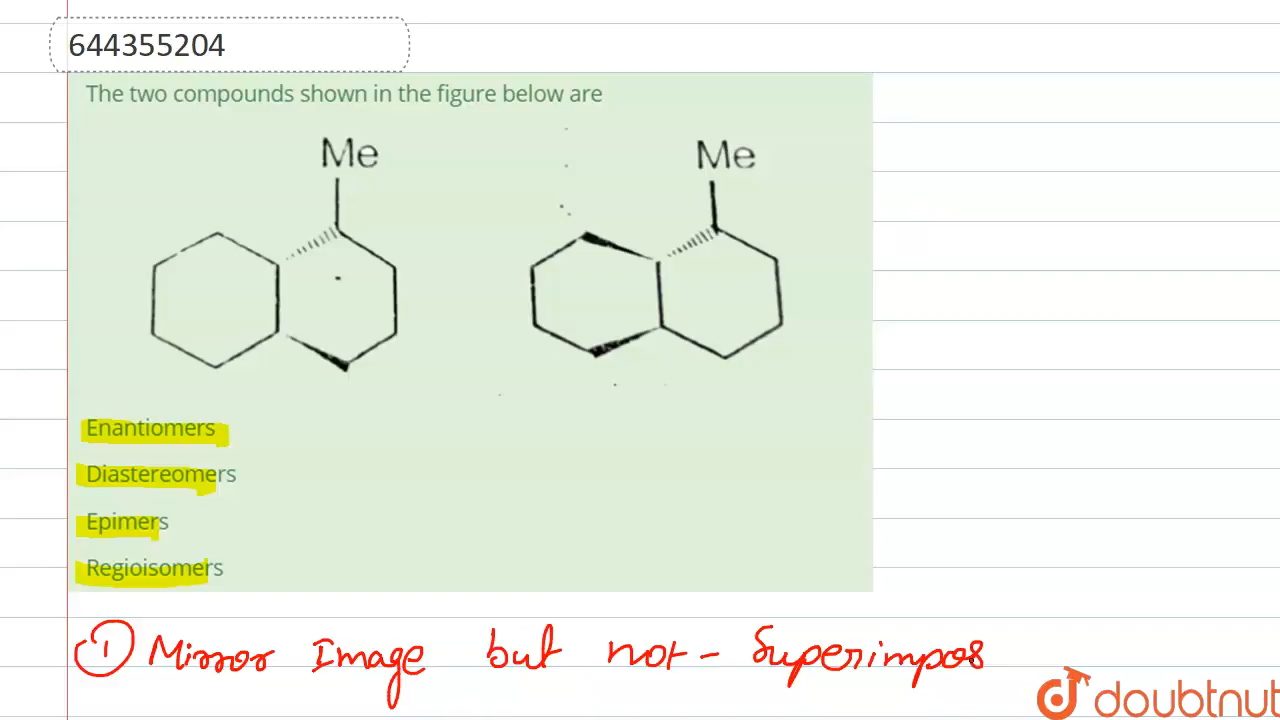 644355204
The two compounds shown in the figure below are
Me Me
Enantiomers
Diastereomers
Epimers
Regioisomers
① Mirror Image but not - Superimpos
doubtnut